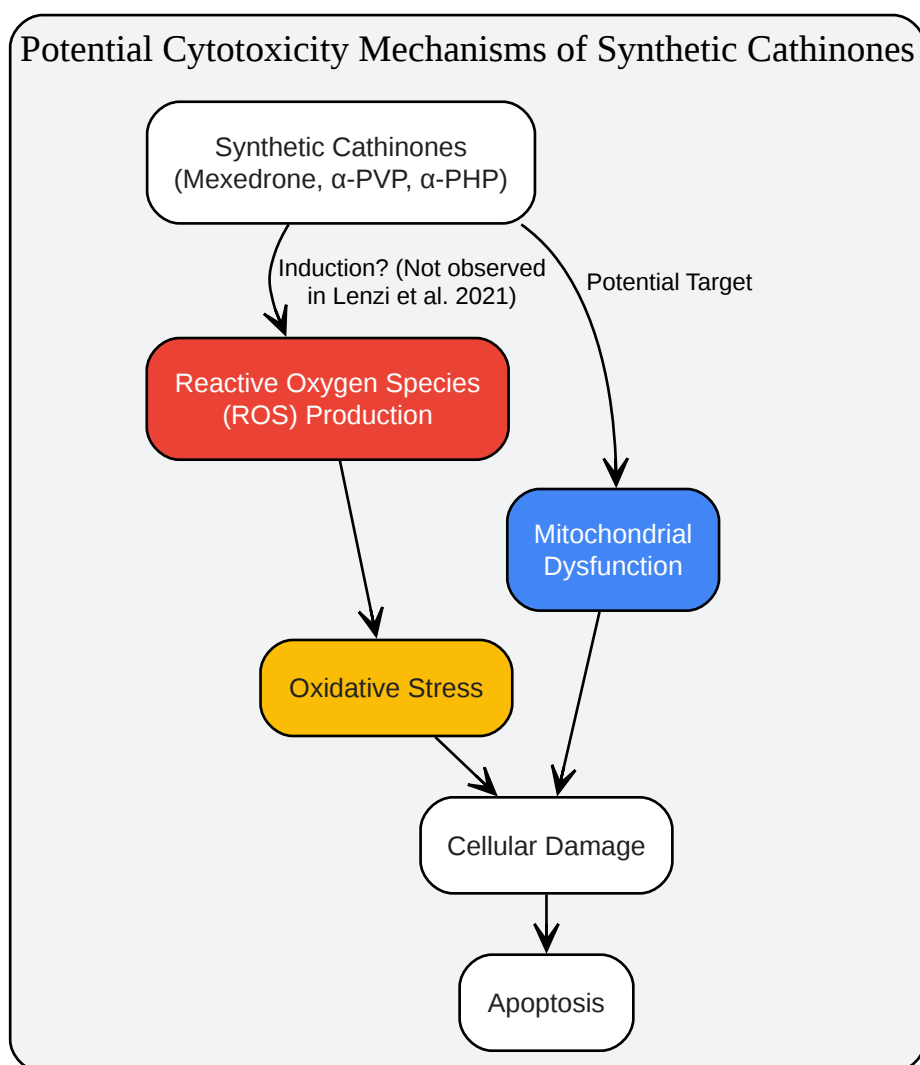 Potential Cytotoxicity Mechanisms of Synthetic Cathinones
Synthetic Cathinones
(Mexedrone, α-PVP, α-PHP)
Induction? (Not observed
in Lenzi et al. 2021)
Potential Target
Reactive Oxygen Species
(ROS) Production
Mitochondrial
Dysfunction
Oxidative Stress
Cellular Damage
Apoptosis